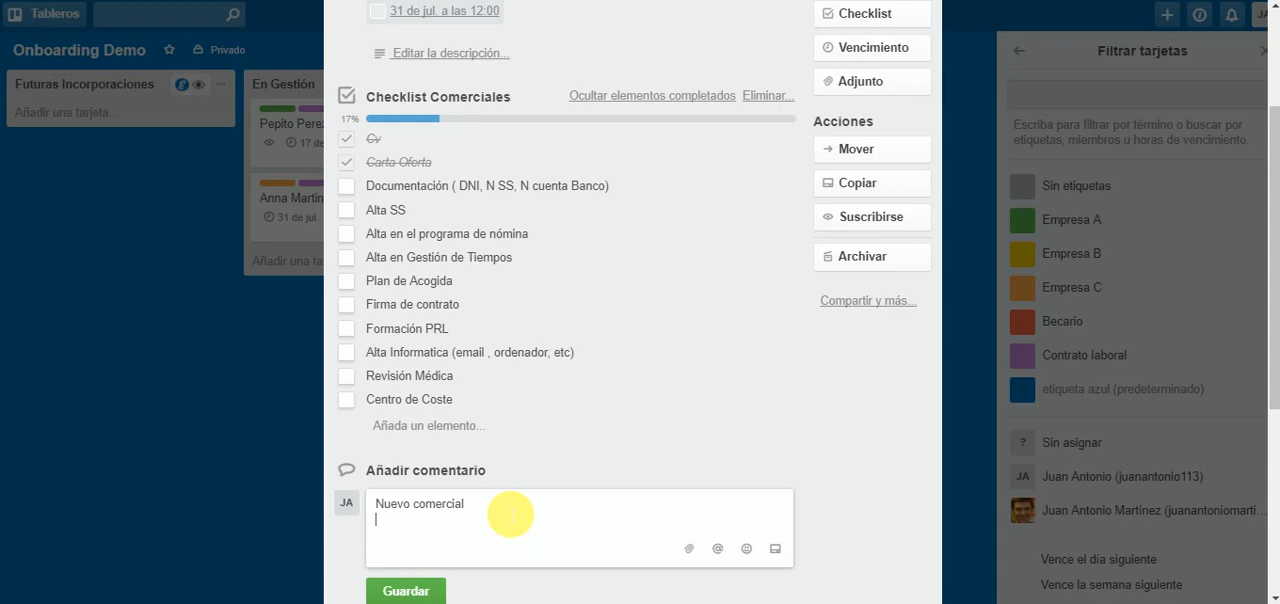 Tableros
JA
Onboarding Demo
Privado
Futuras Incorporaciones
Añadir una tarjeta...
En Gestión
Pepito Perez
17 de
Anna Martin
31 de jul.
Añadir una ta
31 de jul. a las 12:00
Editar la descripción...
Checklist Comerciales
Ocultar elementos completados
Eliminar...
17%
Cv
Carta Oferta
Documentación ( DNI, N SS, N cuenta Banco)
Alta SS
Alta en el programa de nómina
Alta en Gestión de Tiempos
Plan de Acogida
Firma de contrato
Formación PRL
Alta Informatica (email , ordenador, etc)
Revisión Médica
Centro de Coste
Añada un elemento...
Añadir comentario
JA
Nuevo comercial
@
Guardar
Checklist
Vencimiento
Adjunto
Acciones
Mover
Copiar
Suscribirse
Archivar
Compartir y más...
Filtrar tarjetas
Escriba para filtrar por término o buscar por
etiquetas, miembros u horas de vencimiento.
Sin etiquetas
Empresa A
Empresa B
Empresa C
Becario
Contrato laboral
etiqueta azul (predeterminado)
?
Sin asignar
JA
Juan Antonio (juanantonio113)
Juan Antonio Martínez (juanantoniomarti...
Vence el día siguiente
Vence la semana siguiente